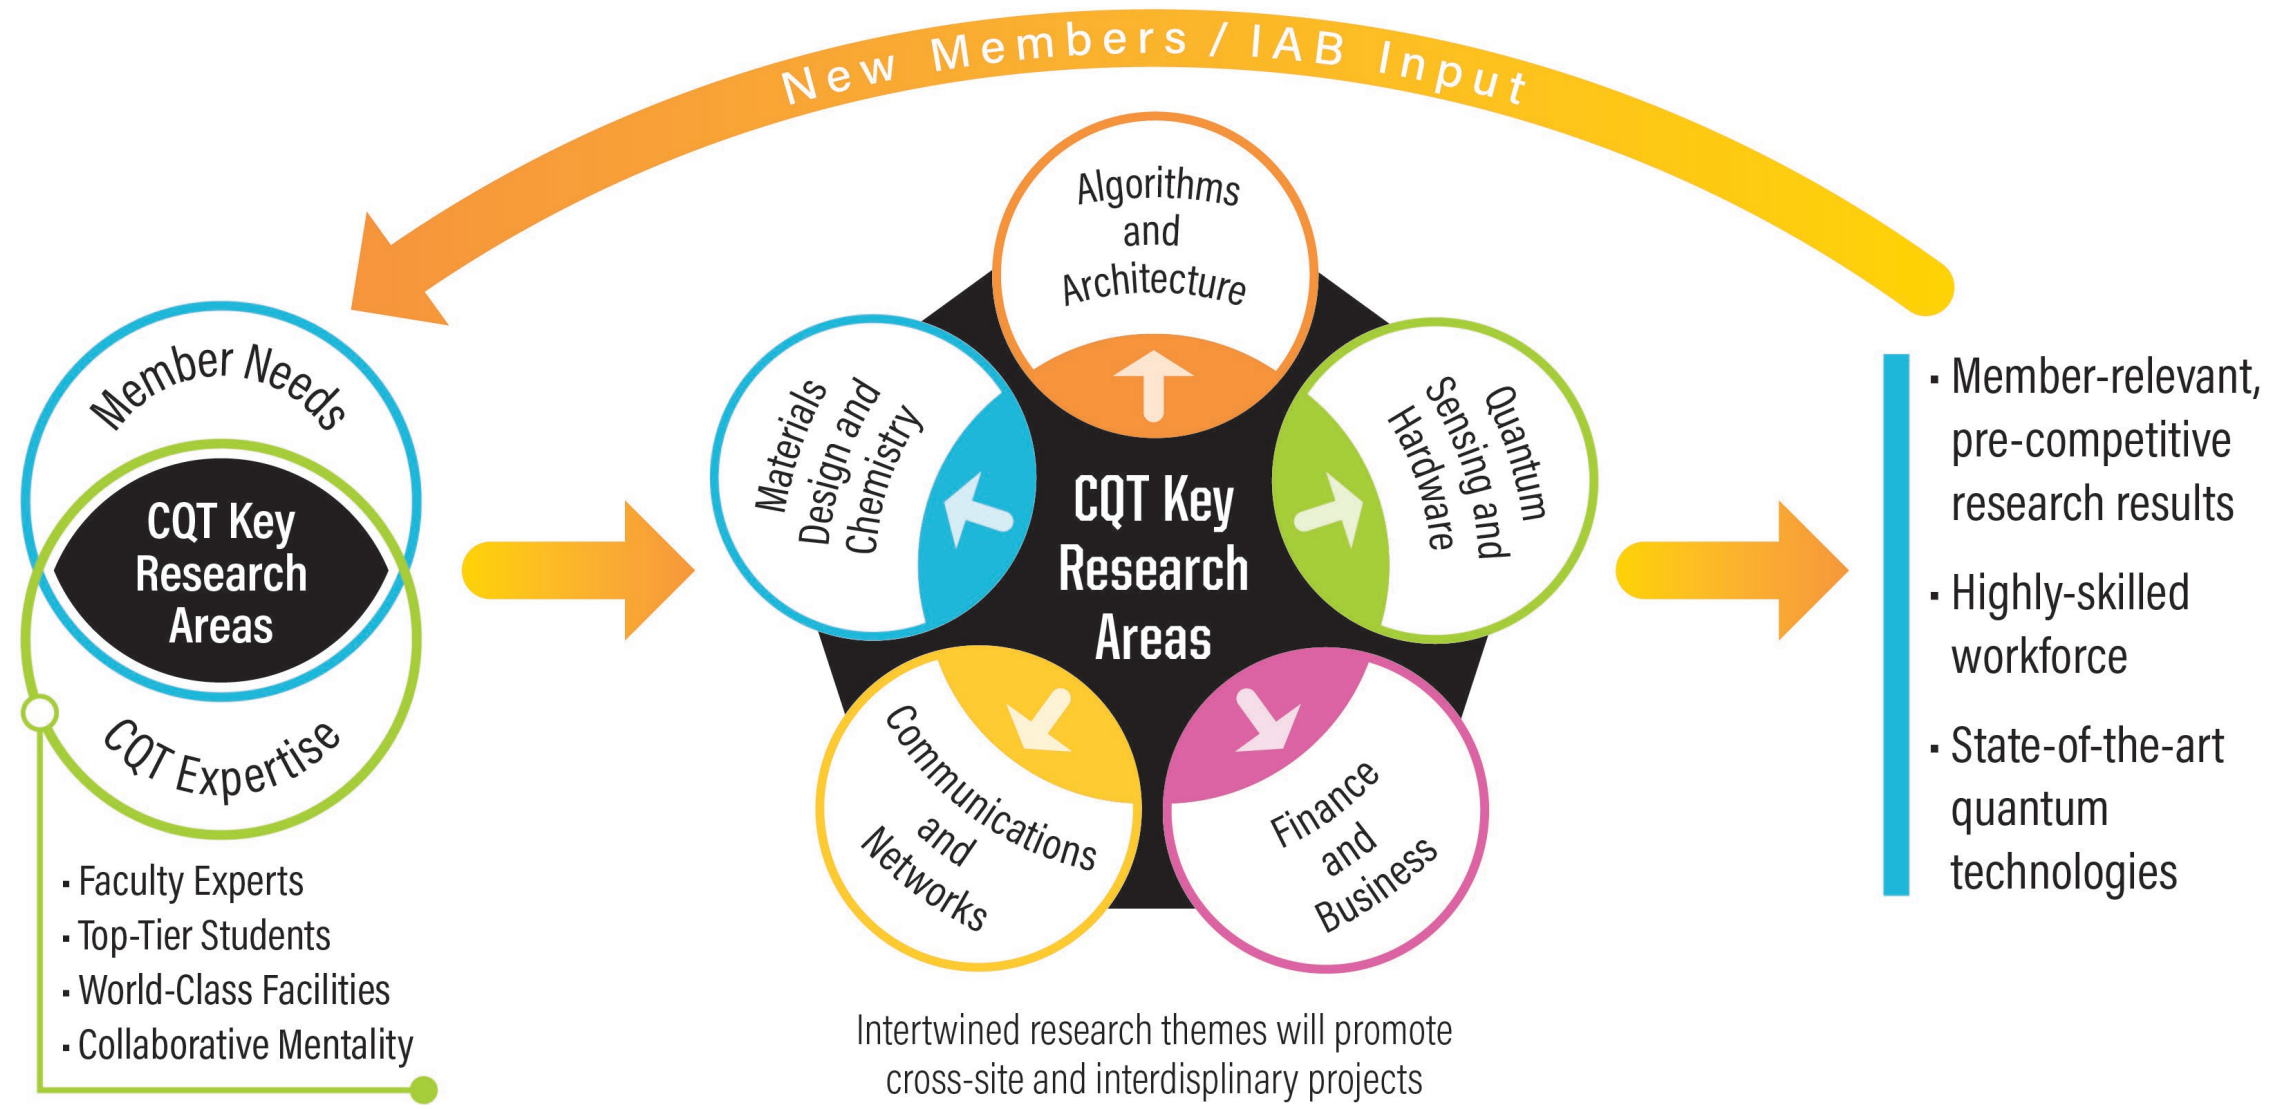 New Members / IAB Input
Member Needs
CQT Key
Research
Areas
CQT Expertise
· Faculty Experts
· Top-Tier Students
· World-Class Facilities
· Collaborative Mentality
Algorithms
and
Architecture
Materials
Design and
Chemistry
CQT Key
Research
Areas
Quantum
Sensing and
Hardware
Communications
and
Networks
Finance
and
Business
Intertwined research themes will promote
cross-site and interdisciplinary projects
· Member-relevant,
pre-competitive
research results
· Highly-skilled
workforce
· State-of-the-art
quantum
technologies